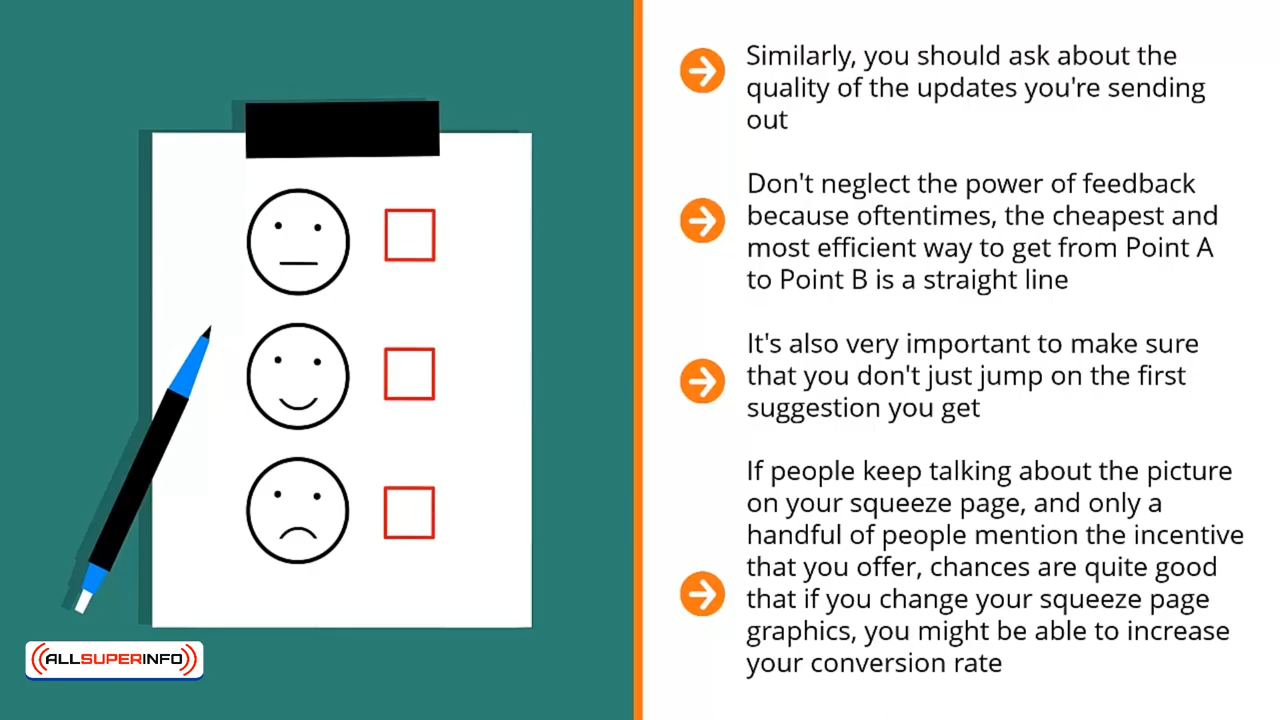 Similarly, you should ask about the
quality of the updates you're sending
out
Don't neglect the power of feedback
because oftentimes, the cheapest and
most efficient way to get from Point A
to Point B is a straight line
It's also very important to make sure
that you don't just jump on the first
suggestion you get
If people keep talking about the picture
on your squeeze page, and only a
handful of people mention the incentive
that you offer, chances are quite good
that if you change your squeeze page
graphics, you might be able to increase
your conversion rate
ALLSUPERINFO